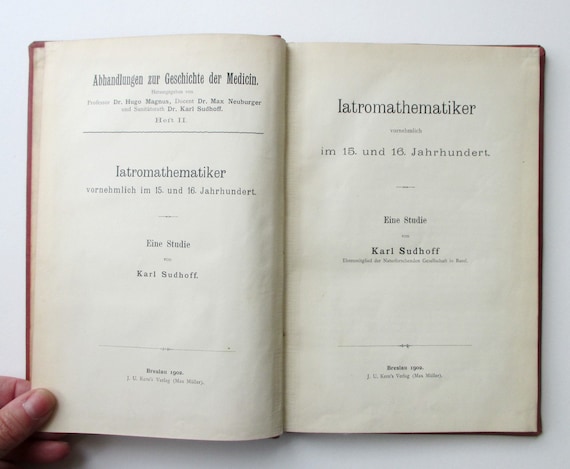 Abhandlungen zur Geschichte der Medicin.
Herausgegeben von
Professor Dr. Hugo Magnus, Docent Dr. Max Neuburger
und Sanitätsrath Dr. Karl Sudhoff.
Heft II.
Iatromathematiker
vornehmlich im 15. und 16. Jahrhundert.
Eine Studie
von
Karl Sudhoff.
Breslau 1902.
J. U. Kern's Verlag (Max Müller).
Iatromathematiker
vornehmlich
im 15. und 16. Jahrhundert.
Eine Studie
von
Karl Sudhoff
Ehrenmitglied der Naturforschenden Gesellschaft in Basel.
Breslau 1902.
J. U. Kern's Verlag (Max Müller).